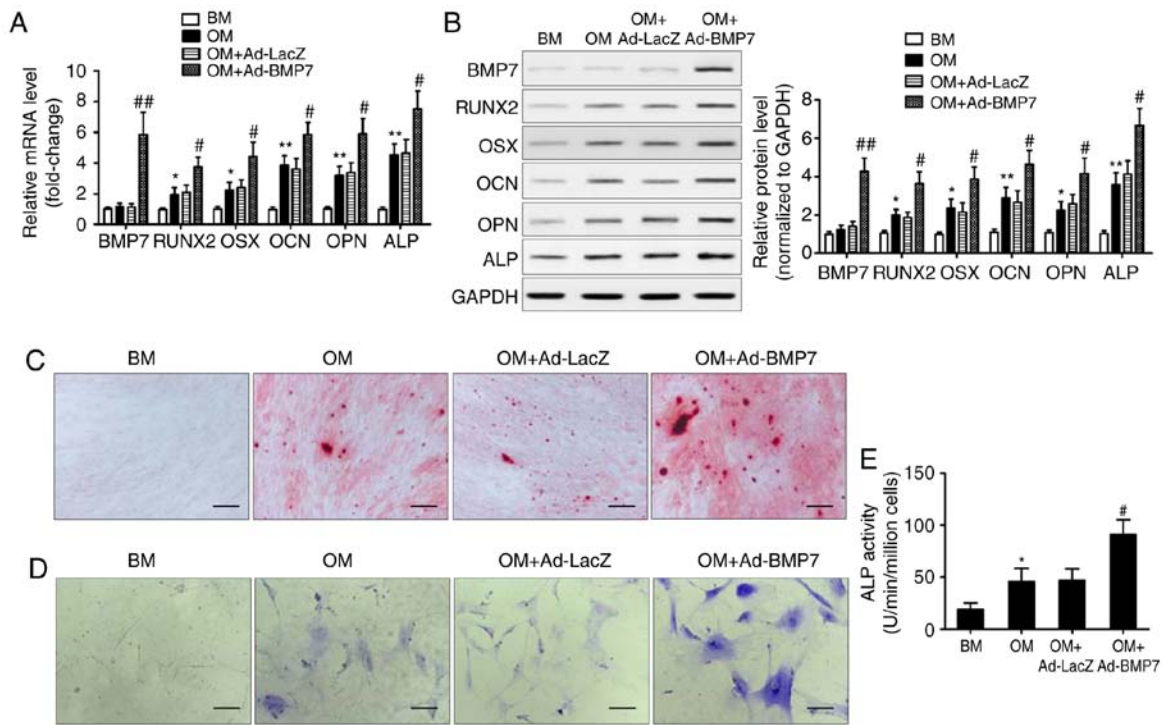 A
BM
OM
OM+Ad-LacZ
OM+Ad-BMP7
Relative mRNA level
(fold-change)
10
8
6
4
2
0
##
*
#
*
#
**
#
**
#
**
#
BMP7 RUNX2 OSX OCN OPN ALP
B
BM
OM
OM+
Ad-LacZ
OM+
Ad-BMP7
BMP7
RUNX2
OSX
OCN
OPN
ALP
GAPDH
BM
OM
OM+Ad-LacZ
OM+Ad-BMP7
Relative protein level
(normalized to GAPDH)
8
6
4
2
0
##
*
#
*
#
**
#
*
#
**
#
BMP7 RUNX2 OSX OCN OPN ALP
C
BM
OM
OM+Ad-LacZ
OM+Ad-BMP7
D
BM
OM
OM+Ad-LacZ
OM+Ad-BMP7
E
ALP activity
(U/min/million cells)
150
100
50
0
*
#
BM
OM
OM+
Ad-LacZ
OM+
Ad-BMP7